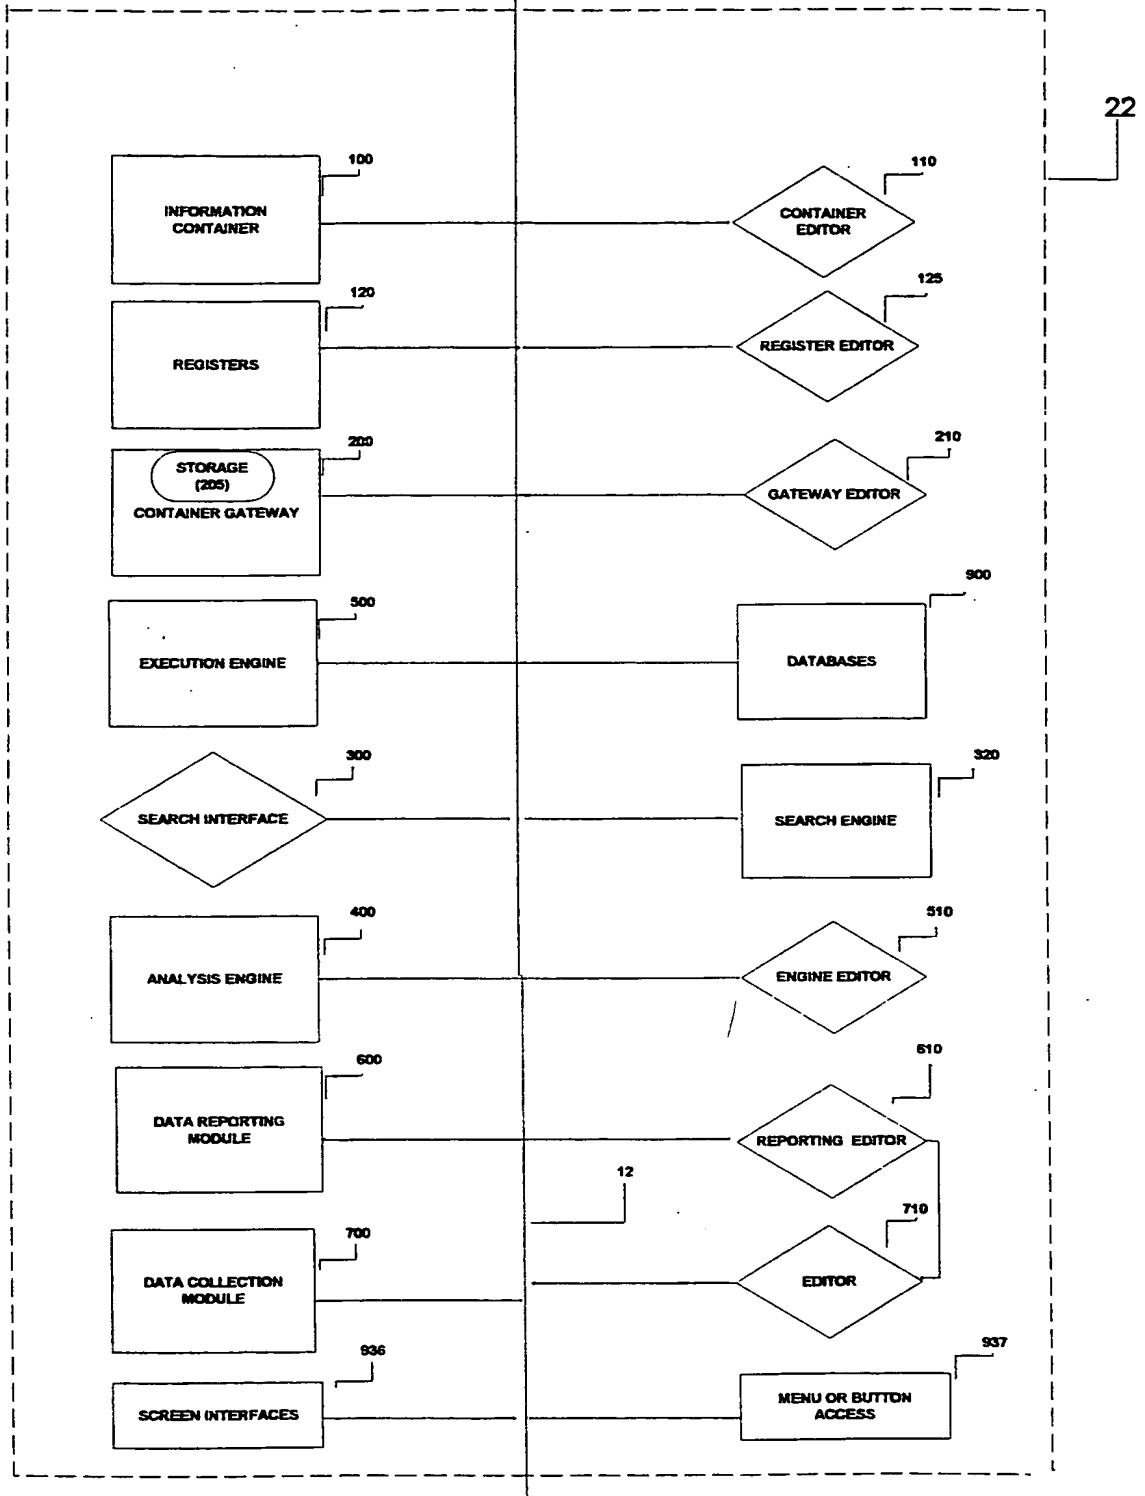 22
100
INFORMATION
CONTAINER
110
CONTAINER
EDITOR
120
REGISTERS
125
REGISTER EDITOR
200
STORAGE
(205)
CONTAINER GATEWAY
210
GATEWAY EDITOR
500
EXECUTION ENGINE
900
DATABASES
300
SEARCH INTERFACE
320
SEARCH ENGINE
400
ANALYSIS ENGINE
510
ENGINE EDITOR
600
DATA REPORTING
MODULE
610
REPORTING EDITOR
12
700
DATA COLLECTION
MODULE
710
EDITOR
936
SCREEN INTERFACES
937
MENU OR BUTTON
ACCESS